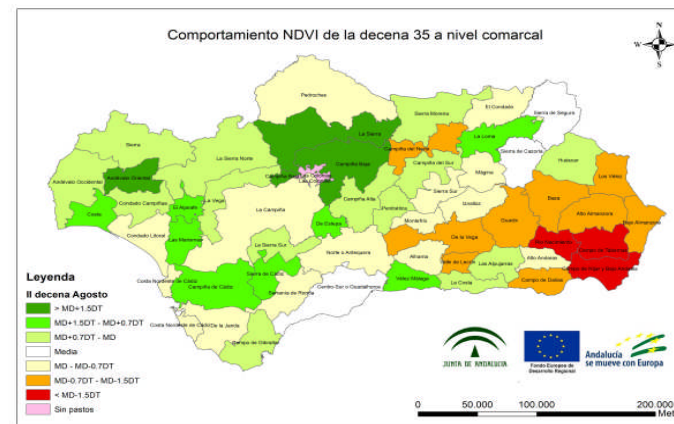 Comportamiento NDVI de la decena 35 a nivel comarcal
N
W E
S
Pedroches
La Sierra
Sierra Morena
El Condado
Sierra de Segura
Campiña del Norte
La Loma
Sierra
La Sierra Norte
Campiña Baja
Campiña del Sur
Sierra de Cazorla
Andévalo Occidental
Andévalo Oriental
Mágina
Huéscar
Los Vélez
La Vega
Campiña Alta
Penibética
Sierra Sur
Costa
Condado Campiña
El Aljarafe
La Campiña
Baza
Alto Almanzora
Bajo Almanzora
Condado Litoral
Las Marismas
De Estepa
Montefrío
Iznalloz
Guadix
La Sierra Sur
De la Vega
Norte o Antequera
Alhama
Valle de Lecrín
Las Alpujarras
Alto Andarax
Campiña de Cádiz
Sierra de Cádiz
Serranía de Ronda
Centro-Sur o Guadalhorce
Vélez Málaga
La Costa
Campo de Dalías
De la Janda
Campo de Gibraltar
Leyenda
II decena Agosto
> MD+1.5DT
MD+1.5DT - MD+0.7DT
MD+0.7DT - MD
Media
MD - MD-0.7DT
MD-0.7DT - MD-1.5DT
< MD-1.5DT
Sin pastos
JUNTA DE ANDALUCIA
Fondo Europeo de
Desarrollo Regional
Andalucía
se mueve con Europa
0 50.000 100.000 200.000
Met